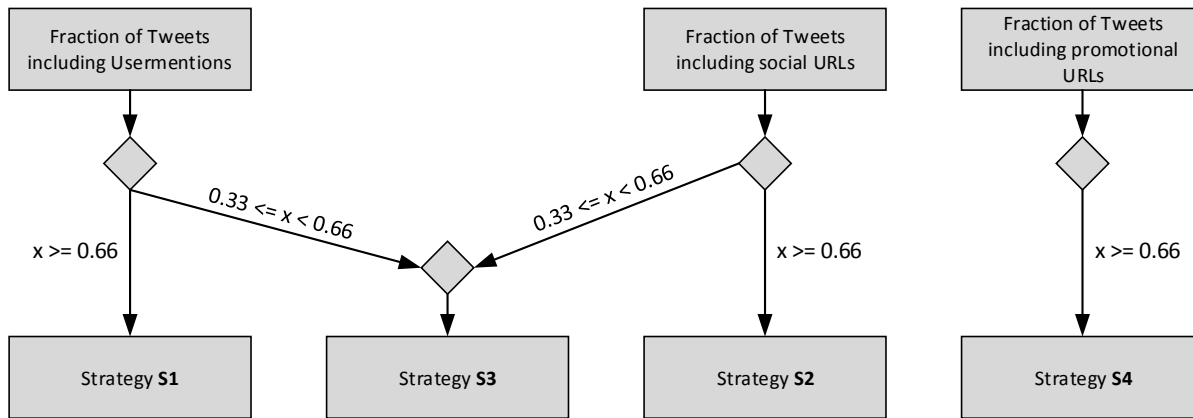 Fraction of Tweets
including Usermentions
Fraction of Tweets
including social URLs
Fraction of Tweets
including promotional
URLs
0.33 <= x < 0.66
0.33 <= x < 0.66
x >= 0.66
x >= 0.66
x >= 0.66
Strategy S1
Strategy S3
Strategy S2
Strategy S4